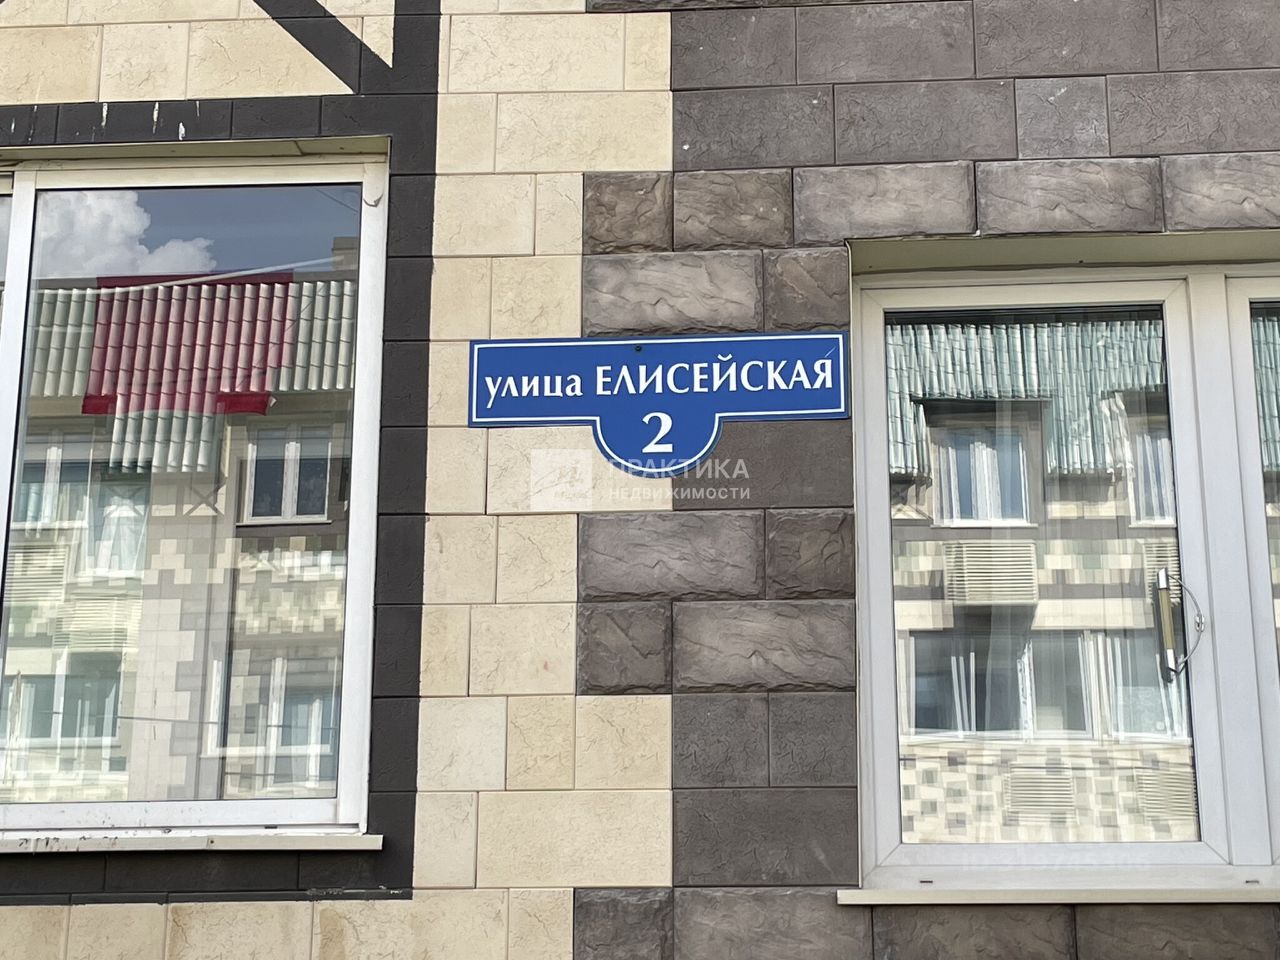 улица ЕЛИСЕЙСКАЯ
2
ПРАКТИКА
НЕДВИЖИМОСТИ